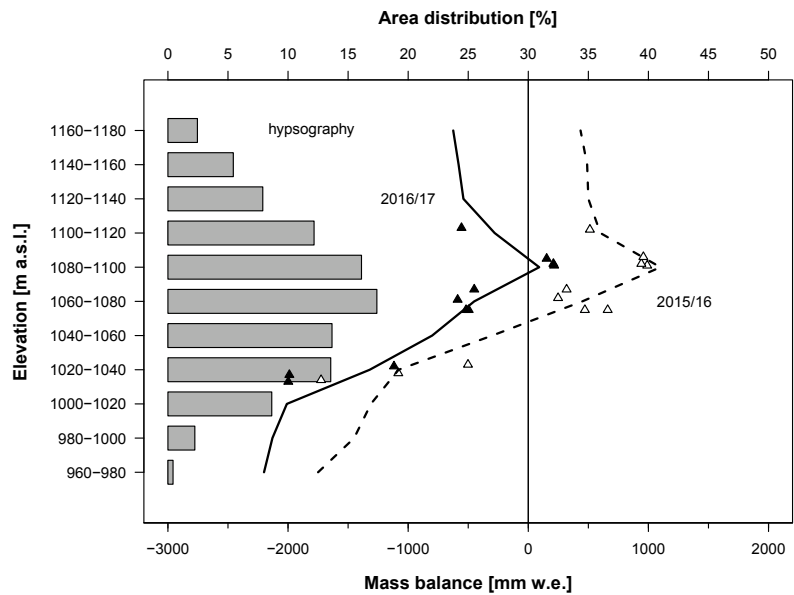 Area distribution [%]
0 5 10 15 20 25 30 35 40 45 50
Elevation [m a.s.l.]
1160−1180
hypsography
1140−1160
1120−1140
2016/17
1100−1120
1080−1100
1060−1080
2015/16
1040−1060
1020−1040
1000−1020
980−1000
960−980
−3000 −2000 −1000 0 1000 2000
Mass balance [mm w.e.]